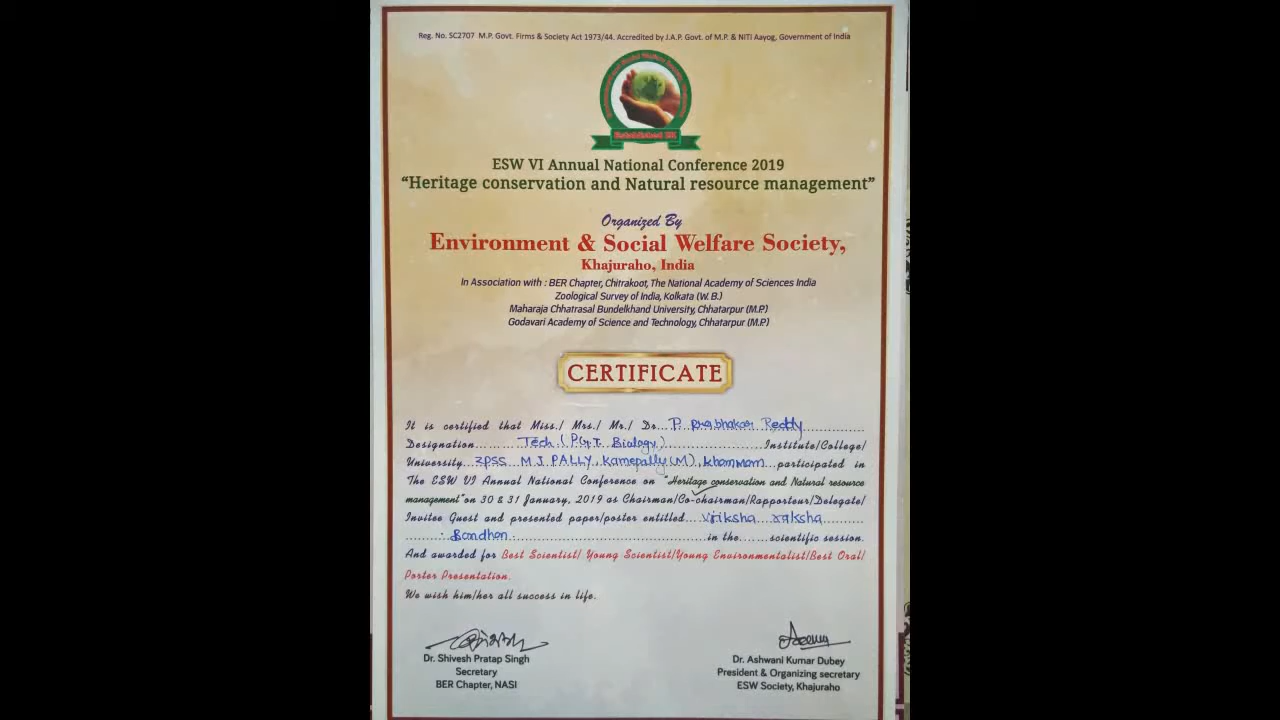 Reg. No. SC2707 M.P. Govt. Firms & Society Act 1973/44. Accredited by J.A.P. Govt. of M.P. & NITI Aayog, Government of India
ESW VI Annual National Conference 2019
“Heritage conservation and Natural resource management”
Organized By
Environment & Social Welfare Society,
Khajuraho, India
In Association with : BER Chapter, Chitrakoot, The National Academy of Sciences India
Zoological Survey of India, Kolkata (W. B.)
Maharaja Chhatrasal Bundelkhand University, Chhatarpur (M.P.)
Godavari Academy of Science and Technology, Chhatarpur (M.P.)
CERTIFICATE
It is certified that Miss./ Mrs./ Mr./ Dr... P. Prabhakar Reddy
Designation Tech. (P.G.T. Biology) Institute/College/
University ZPSS M J PALLY, Kamepally (M), Khammam participated in
The ESW VI Annual National Conference on "Heritage conservation and Natural resource
management" on 30 & 31 January, 2019 as Chairman/Co-chairman/Rapporteur/Delegate/
Invitee Guest and presented paper/poster entitled Vriksha raksha
Bandhan in the scientific session.
And awarded for Best Scientist/ Young Scientist/Young Environmentalist/Best Oral/
Poster Presentation.
We wish him/her all success in life.
Dr. Shivesh Pratap Singh
Secretary
BER Chapter, NASI
Dr. Ashwani Kumar Dubey
President & Organizing secretary
ESW Society, Khajuraho